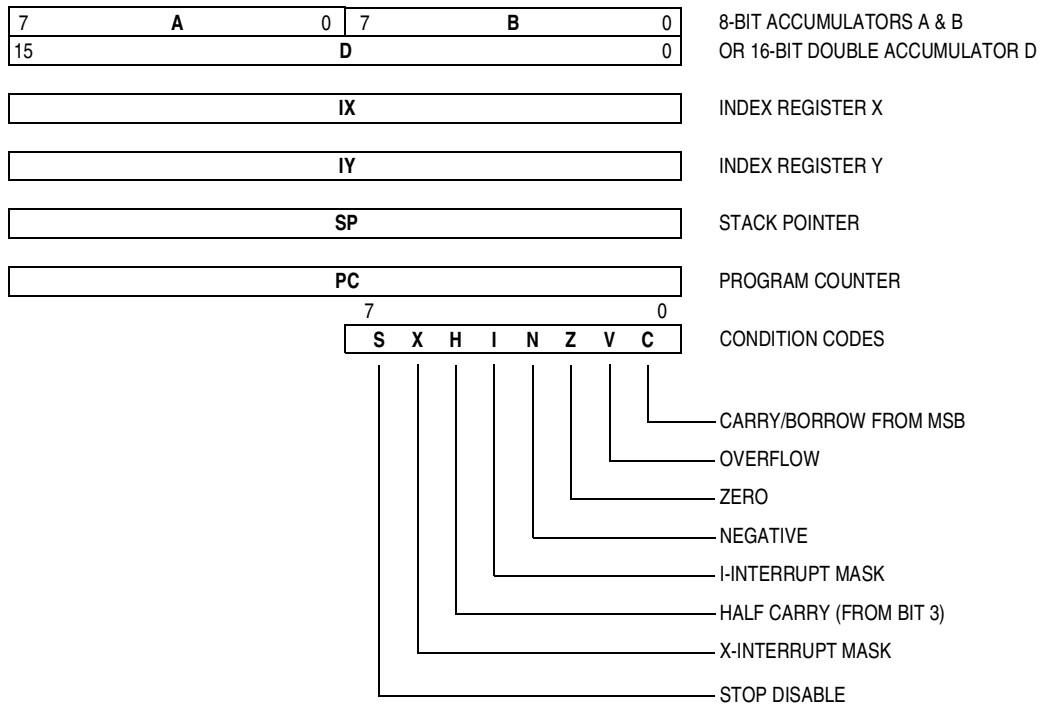 7 A 0 7 B 0 8-BIT ACCUMULATORS A & B
15 D 0 OR 16-BIT DOUBLE ACCUMULATOR D
IX INDEX REGISTER X
IY INDEX REGISTER Y
SP STACK POINTER
PC PROGRAM COUNTER
7 0
S X H I N Z V C CONDITION CODES
CARRY/BORROW FROM MSB
OVERFLOW
ZERO
NEGATIVE
I-INTERRUPT MASK
HALF CARRY (FROM BIT 3)
X-INTERRUPT MASK
STOP DISABLE